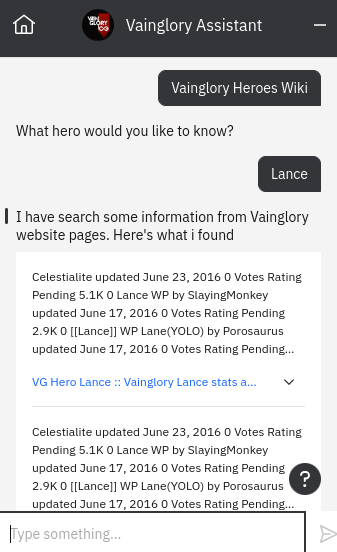 VAIN
GLORY
Vainglory Assistant
Vainglory Heroes Wiki
What hero would you like to know?
Lance
I have search some information from Vainglory
website pages. Here's what i found
Celestialite updated June 23, 2016 0 Votes Rating
Pending 5.1K 0 Lance WP by SlayingMonkey
updated June 17, 2016 0 Votes Rating Pending
2.9K 0 [[Lance]] WP Lane(YOLO) by Porosaurus
updated June 17, 2016 0 Votes Rating Pending...
VG Hero Lance :: Vainglory Lance stats a...
Celestialite updated June 23, 2016 0 Votes Rating
Pending 5.1K 0 Lance WP by SlayingMonkey
updated June 17, 2016 0 Votes Rating Pending
2.9K 0 [[Lance]] WP Lane(YOLO) by Porosaurus
updated June 17, 2016 0 Votes Rating Pending...
?
Type something...